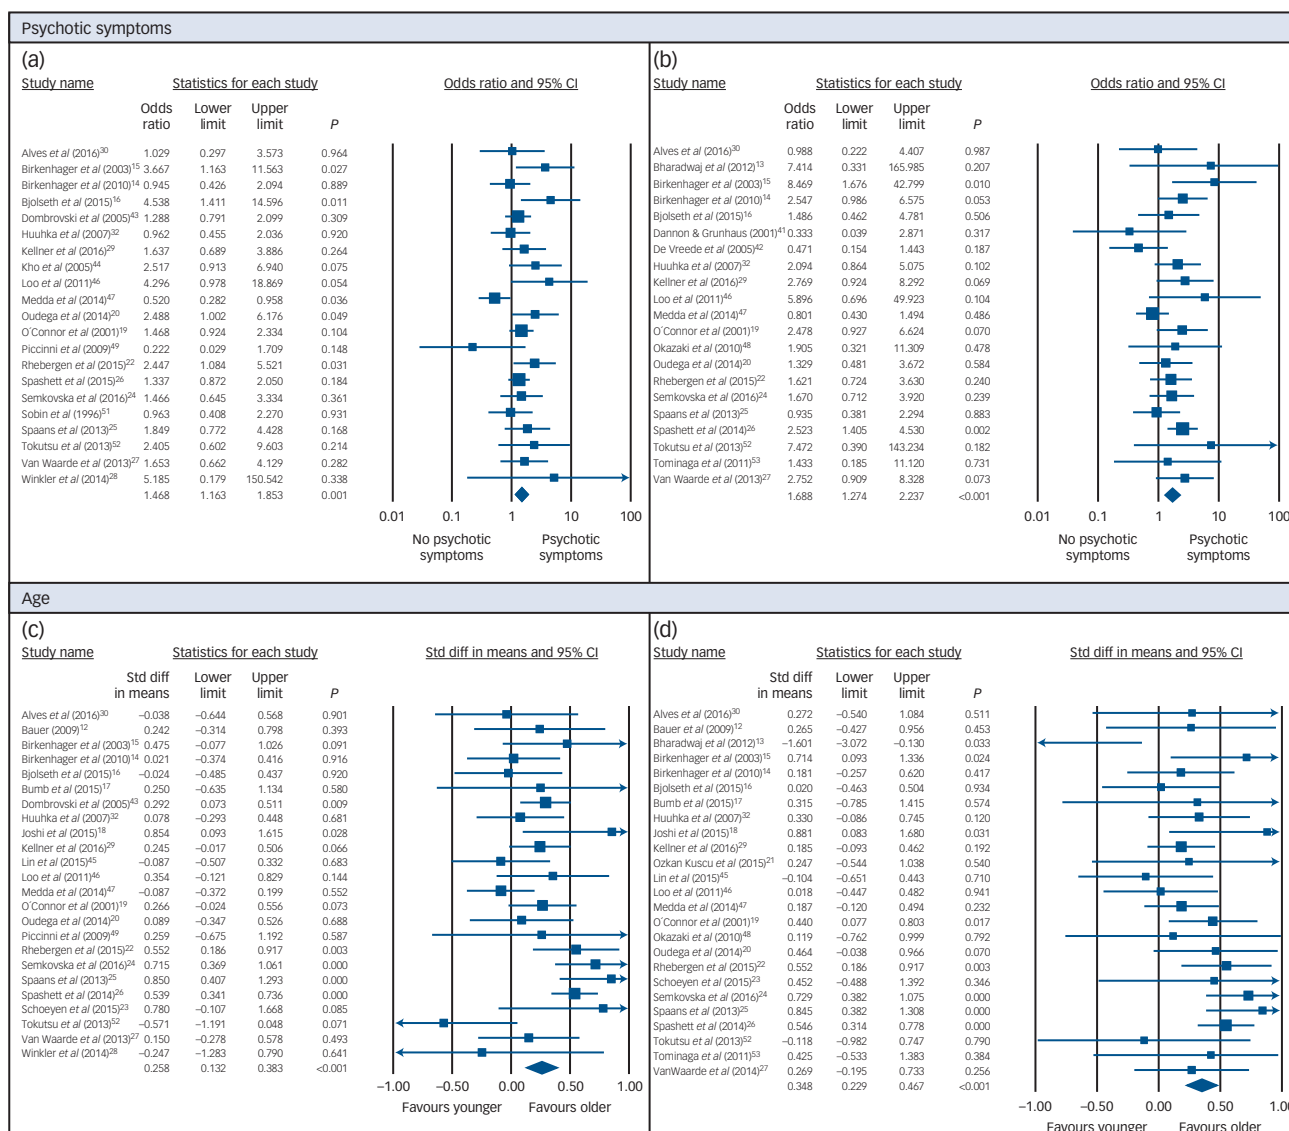 Psychotic symptoms
(a)
Study name Statistics for each study Odds ratio and 95% CI
Odds ratio Lower limit Upper limit P
Alves et al (2016)30 1.029 0.297 3.573 0.964
Birkenhager et al (2003)15 3.667 1.163 11.563 0.027
Birkenhager et al (2010)14 0.945 0.426 2.094 0.889
Bjolseth et al (2015)16 4.538 1.411 14.596 0.011
Dombrovski et al (2005)43 1.288 0.791 2.099 0.309
Huuhka et al (2007)32 0.962 0.455 2.036 0.920
Kellner et al (2016)29 1.637 0.689 3.886 0.264
Kho et al (2005)44 2.517 0.913 6.940 0.075
Loo et al (2011)46 4.296 0.978 18.869 0.054
Medda et al (2014)47 0.520 0.282 0.958 0.036
Oudega et al (2014)20 2.488 1.002 6.176 0.049
O´Connor et al (2001)19 1.468 0.924 2.334 0.104
Piccinni et al (2009)49 0.222 0.029 1.709 0.148
Rhebergen et al (2015)22 2.447 1.084 5.521 0.031
Spashett et al (2015)26 1.337 0.872 2.050 0.184
Semkovska et al (2016)24 1.466 0.645 3.334 0.361
Sobin et al (1996)51 0.963 0.408 2.270 0.931
Spaans et al (2013)25 1.849 0.772 4.428 0.168
Tokutsu et al (2013)52 2.405 0.602 9.603 0.214
Van Waarde et al (2013)27 1.653 0.662 4.129 0.282
Winkler et al (2014)28 5.185 0.179 150.542 0.338
1.468 1.163 1.853 0.001
0.01 0.1 1 10 100
No psychotic symptoms Psychotic symptoms
(b)
Study name Statistics for each study Odds ratio and 95% CI
Odds ratio Lower limit Upper limit P
Alves et al (2016)30 0.988 0.222 4.407 0.987
Bharadwaj et al (2012)13 7.414 0.331 165.985 0.207
Birkenhager et al (2003)15 8.469 1.676 42.799 0.010
Birkenhager et al (2010)14 2.547 0.986 6.575 0.053
Bjolseth et al (2015)16 1.486 0.462 4.781 0.506
Dannon & Grunhaus (2001)41 0.333 0.039 2.871 0.317
De Vreede et al (2005)42 0.471 0.154 1.443 0.187
Huuhka et al (2007)32 2.094 0.864 5.075 0.102
Kellner et al (2016)29 2.769 0.924 8.292 0.069
Loo et al (2011)46 5.896 0.696 49.923 0.104
Medda et al (2014)47 0.801 0.430 1.494 0.486
O´Connor et al (2001)19 2.478 0.927 6.624 0.070
Okazaki et al (2010)48 1.905 0.321 11.309 0.478
Oudega et al (2014)20 1.329 0.481 3.672 0.584
Rhebergen et al (2015)22 1.621 0.724 3.630 0.240
Semkovska et al (2016)24 1.670 0.712 3.920 0.239
Spaans et al (2013)25 0.935 0.381 2.294 0.883
Spashett et al (2014)26 2.523 1.405 4.530 0.002
Tokutsu et al (2013)52 7.472 0.390 143.234 0.182
Tominaga et al (2011)53 1.433 0.185 11.120 0.731
Van Waarde et al (2013)27 2.752 0.909 8.328 0.073
1.688 1.274 2.237 <0.001
0.01 0.1 1 10 100
No psychotic symptoms Psychotic symptoms
Age
(c)
Study name Statistics for each study Std diff in means and 95% CI
Std diff in means Lower limit Upper limit P
Alves et al (2016)30 −0.038 −0.644 0.568 0.901
Bauer (2009)12 0.242 −0.314 0.798 0.393
Birkenhager et al (2003)15 0.475 −0.077 1.026 0.091
Birkenhager et al (2010)14 0.021 −0.374 0.416 0.916
Bjolseth et al (2015)16 −0.024 −0.485 0.437 0.920
Bumb et al (2015)17 0.250 −0.635 1.134 0.580
Dombrovski et al (2005)43 0.292 0.073 0.511 0.009
Huuhka et al (2007)32 0.078 −0.293 0.448 0.681
Joshi et al (2015)18 0.854 0.093 1.615 0.028
Kellner et al (2016)29 0.245 −0.017 0.506 0.066
Lin et al (2015)45 −0.087 −0.507 0.332 0.683
Loo et al (2011)46 0.354 −0.121 0.829 0.144
Medda et al (2014)47 −0.087 −0.372 0.199 0.552
O´Connor et al (2001)19 0.266 −0.024 0.556 0.073
Oudega et al (2014)20 0.089 −0.347 0.526 0.688
Piccinni et al (2009)49 0.259 −0.675 1.192 0.587
Rhebergen et al (2015)22 0.552 0.186 0.917 0.003
Semkovska et al (2016)24 0.715 0.369 1.061 0.000
Spaans et al (2013)25 0.850 0.407 1.293 0.000
Spashett et al (2014)26 0.539 0.341 0.736 0.000
Schoeyen et al (2015)23 0.780 −0.107 1.668 0.085
Tokutsu et al (2013)52 −0.571 −1.191 0.048 0.071
Van Waarde et al (2013)27 0.150 −0.278 0.578 0.493
Winkler et al (2014)28 −0.247 −1.283 0.790 0.641
0.258 0.132 0.383 <0.001
−1.00 −0.50 0.00 0.50 1.00
Favours younger Favours older
(d)
Study name Statistics for each study Std diff in means and 95% CI
Std diff in means Lower limit Upper limit P
Alves et al (2016)30 0.272 −0.540 1.084 0.511
Bauer et al (2009)12 0.265 −0.427 0.956 0.453
Bharadwaj et al (2012)13 −1.601 −3.072 −0.130 0.033
Birkenhager et al (2003)15 0.714 0.093 1.336 0.024
Birkenhager et al (2010)14 0.181 −0.257 0.620 0.417
Bjolseth et al (2015)16 0.020 −0.463 0.504 0.934
Bumb et al (2015)17 0.315 −0.785 1.415 0.574
Huuhka et al (2007)32 0.330 −0.086 0.745 0.120
Joshi et al (2015)18 0.881 0.083 1.680 0.031
Kellner et al (2016)29 0.185 −0.093 0.462 0.192
Ozkan Kuscu et al (2015)21 0.247 −0.544 1.038 0.540
Lin et al (2015)45 −0.104 −0.651 0.443 0.710
Loo et al (2011)46 0.018 −0.447 0.482 0.941
Medda et al (2014)47 0.187 −0.120 0.494 0.232
O´Connor et al (2001)19 0.440 0.077 0.803 0.017
Okazaki et al (2010)48 0.119 −0.762 0.999 0.792
Oudega et al (2014)20 0.464 −0.038 0.966 0.070
Rhebergen et al (2015)22 0.552 0.186 0.917 0.003
Schoeyen et al (2015)23 0.452 −0.488 1.392 0.346
Semkovska et al (2016)24 0.729 0.382 1.075 0.000
Spaans et al (2013)25 0.845 0.382 1.308 0.000
Spashett et al (2014)26 0.546 0.314 0.778 0.000
Tokutsu et al (2013)52 −0.118 −0.982 0.747 0.790
Tominaga et al (2011)53 0.425 −0.533 1.383 0.384
VanWaarde et al (2014)27 0.269 −0.195 0.733 0.256
0.348 0.229 0.467 <0.001
−1.00 −0.50 0.00 0.50 1.00
Favours younger Favours older